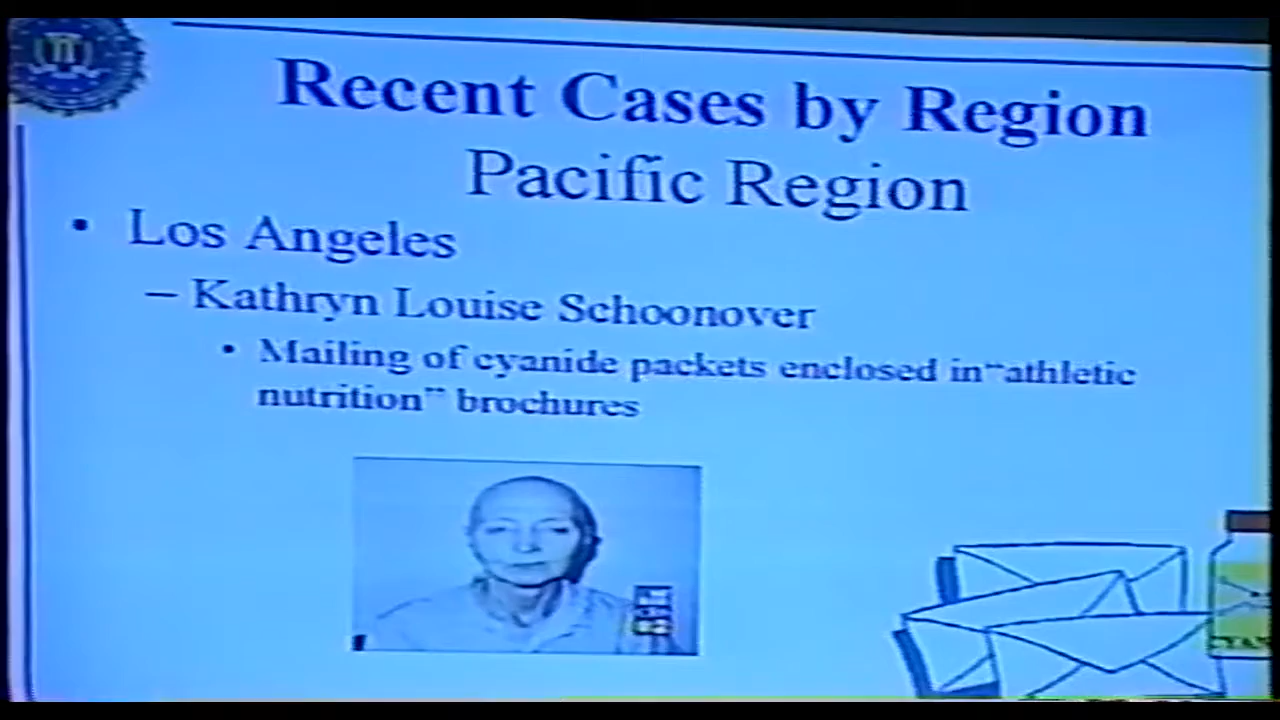 Recent Cases by Region
Pacific Region
• Los Angeles
– Kathryn Louise Schoonover
• Mailing of cyanide packets enclosed in“athletic
nutrition” brochures